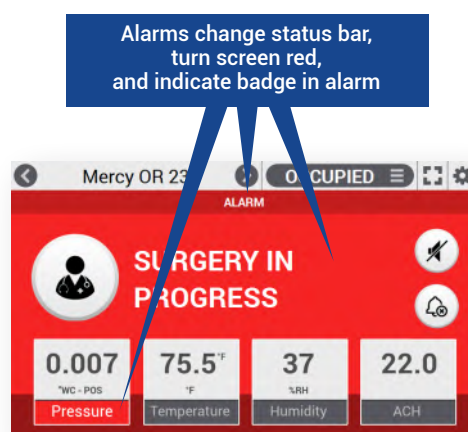 Alarms change status bar,
turn screen red,
and indicate badge in alarm
Mercy OR 23
OCCUPIED
ALARM
SURGERY IN
PROGRESS
0.007
"WC - POS
Pressure
75.5°F
°F
Temperature
37
%RH
Humidity
22.0
ACH